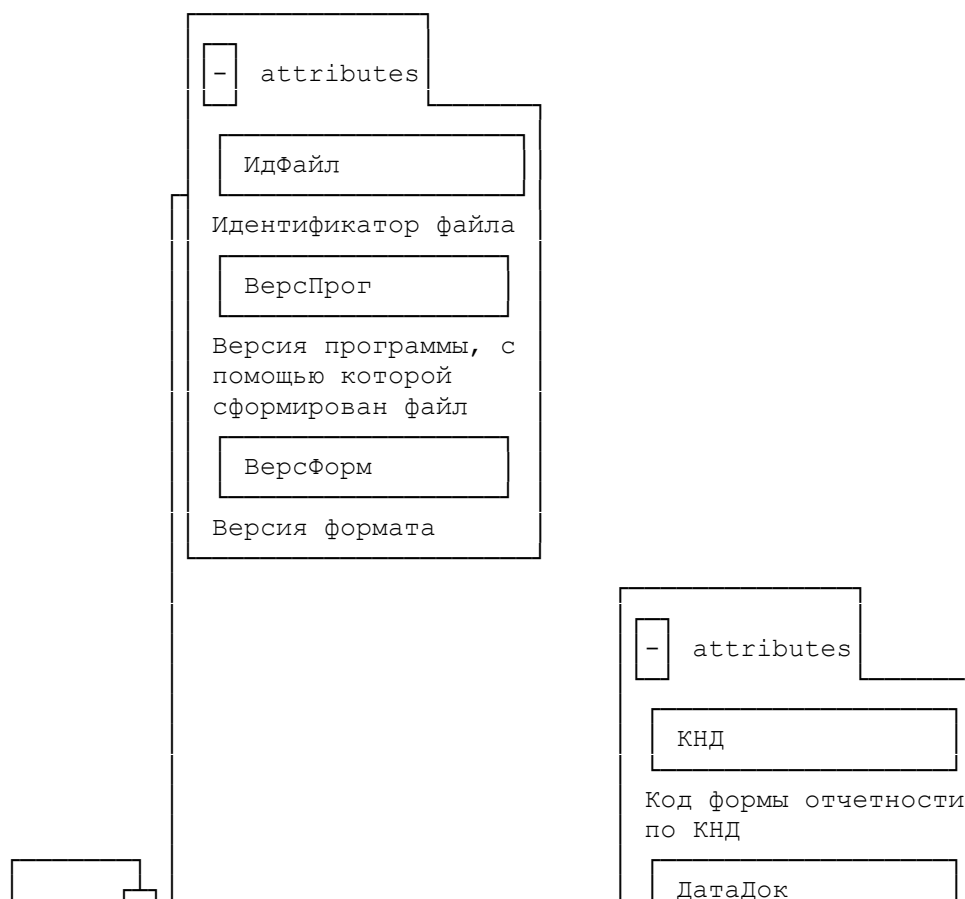 - attributes
ИдФайл
Идентификатор файла
ВерсПрог
Версия программы, с
помощью которой
сформирован файл
ВерсФорм
Версия формата
- attributes
КНД
Код формы отчетности
по КНД
ДатаДок